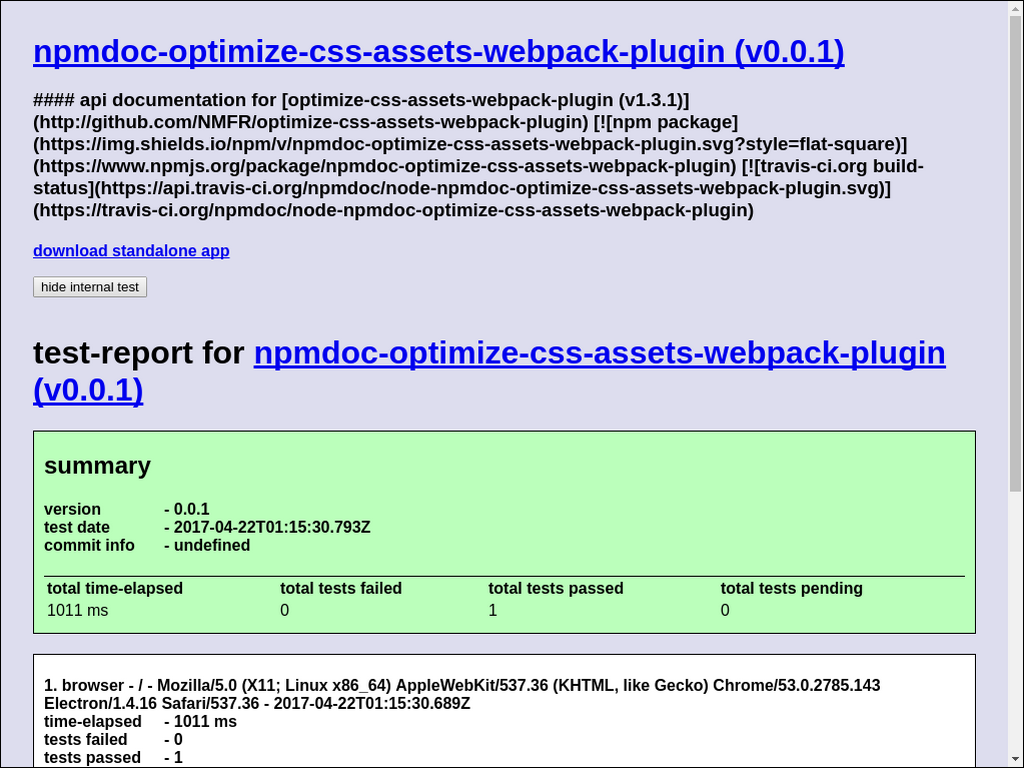 npmdoc-optimize-css-assets-webpack-plugin (v0.0.1)
#### api documentation for [optimize-css-assets-webpack-plugin (v1.3.1)]
(http://github.com/NMFR/optimize-css-assets-webpack-plugin) [![npm package]
(https://img.shields.io/npm/v/npmdoc-optimize-css-assets-webpack-plugin.svg?style=flat-square)]
(https://www.npmjs.org/package/npmdoc-optimize-css-assets-webpack-plugin) [![travis-ci.org build-
status](https://api.travis-ci.org/npmdoc/node-npmdoc-optimize-css-assets-webpack-plugin.svg)]
(https://travis-ci.org/npmdoc/node-npmdoc-optimize-css-assets-webpack-plugin)
download standalone app
hide internal test
test-report for npmdoc-optimize-css-assets-webpack-plugin
(v0.0.1)
summary
version - 0.0.1
test date - 2017-04-22T01:15:30.793Z
commit info - undefined
total time-elapsed total tests failed total tests passed total tests pending
1011 ms 0 1 0
1. browser - / - Mozilla/5.0 (X11; Linux x86_64) AppleWebKit/537.36 (KHTML, like Gecko) Chrome/53.0.2785.143
Electron/1.4.16 Safari/537.36 - 2017-04-22T01:15:30.689Z
time-elapsed - 1011 ms
tests failed - 0
tests passed - 1